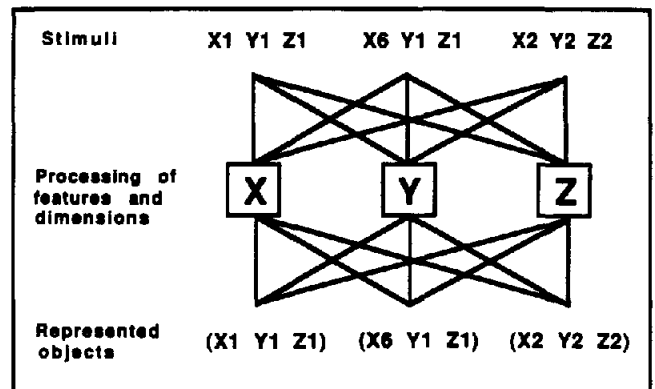 Stimuli X1 Y1 Z1 X6 Y1 Z1 X2 Y2 Z2
Processing of
features and
dimensions
X Y Z
Represented
objects
(X1 Y1 Z1) (X6 Y1 Z1) (X2 Y2 Z2)